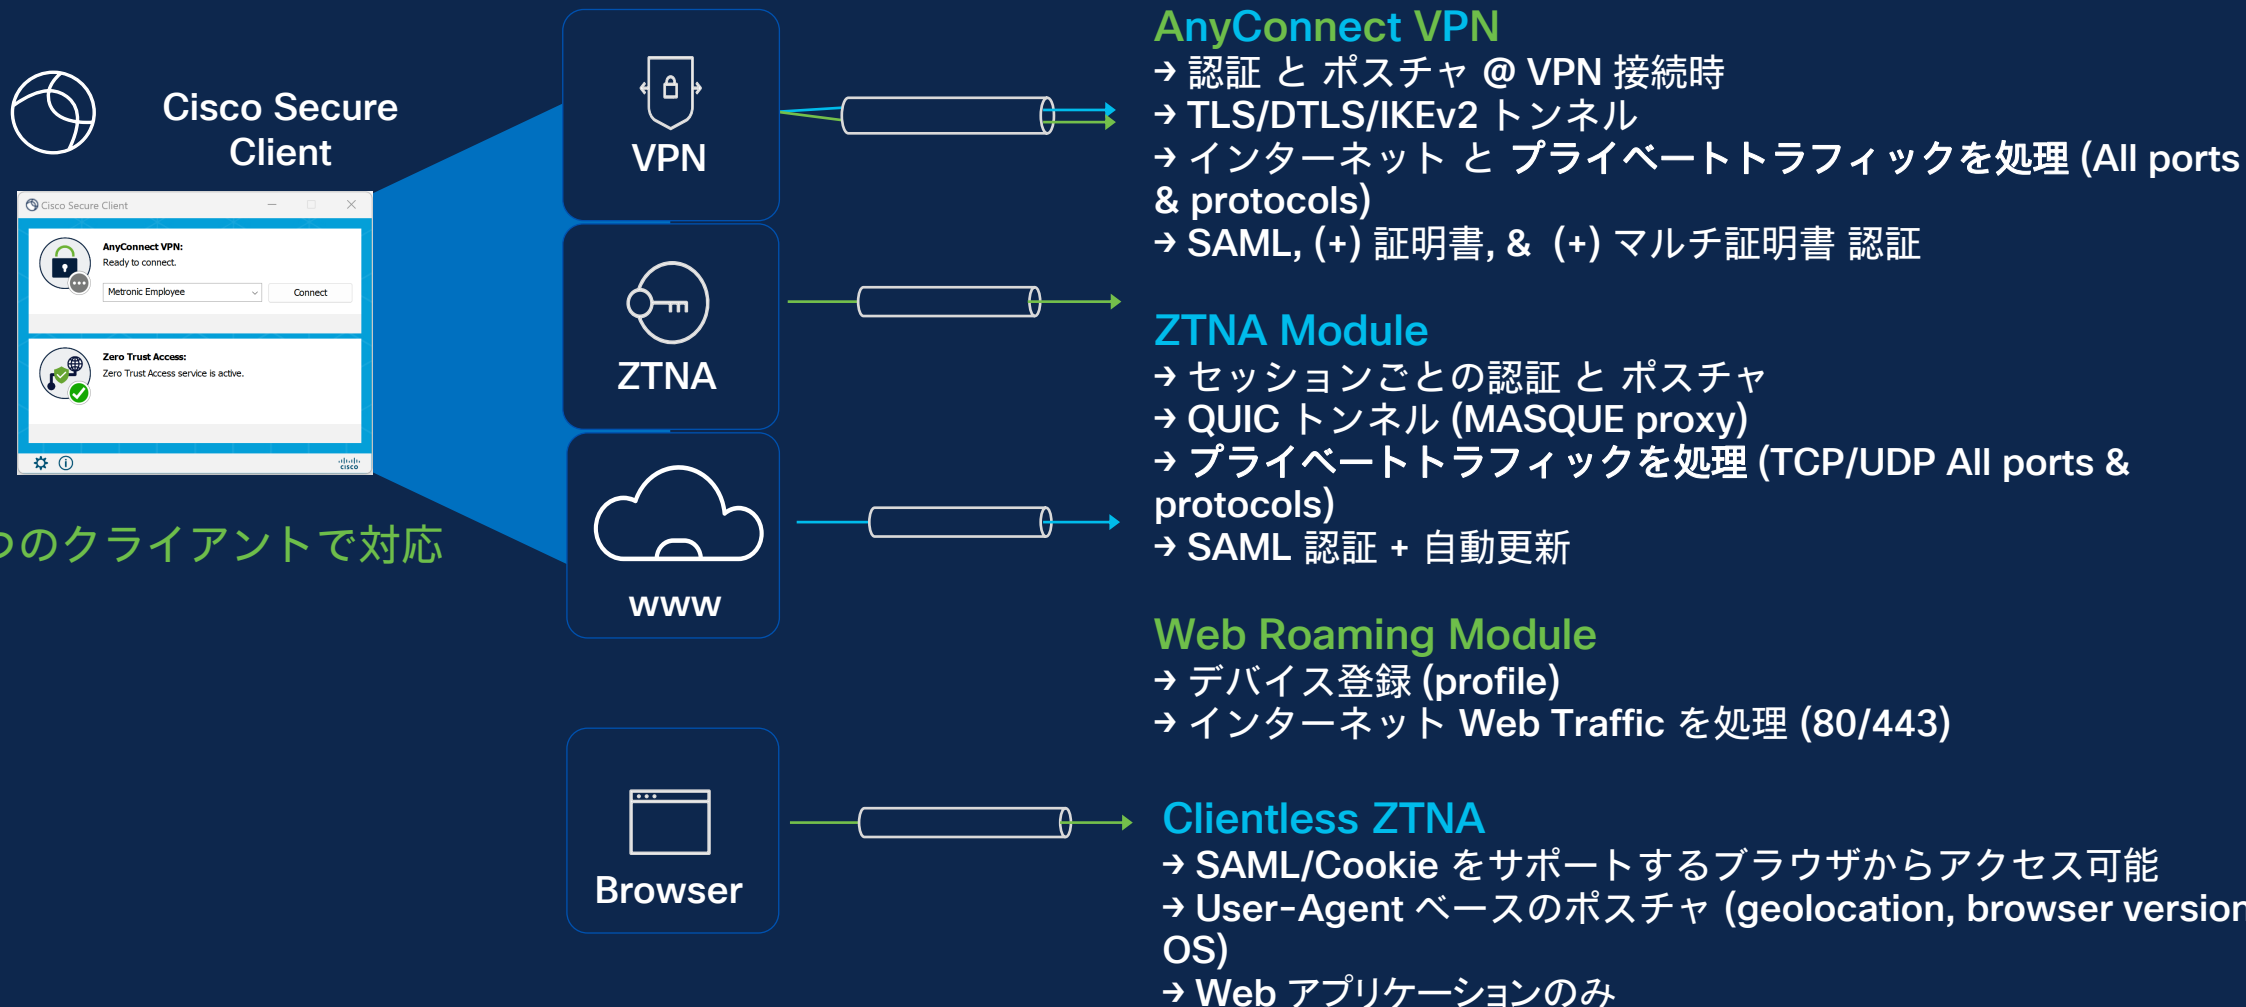 Cisco Secure
Client
Cisco Secure Client
AnyConnect VPN:
Ready to connect.
Metronic Employee
Connect
Zero Trust Access:
Zero Trust Access service is active.
CISCO
つのクライアントで対応
VPN
ZTNA
www
Browser
AnyConnect VPN
→ 認証 と ポスチャ @ VPN 接続時
→ TLS/DTLS/IKEv2 トンネル
→ インターネット と プライベートトラフィックを処理 (All ports
& protocols)
→ SAML, (+) 証明書, & (+) マルチ証明書 認証
ZTNA Module
→ セッションごとの認証 と ポスチャ
→ QUIC トンネル (MASQUE proxy)
→ プライベートトラフィックを処理 (TCP/UDP All ports &
protocols)
→ SAML 認証 + 自動更新
Web Roaming Module
→ デバイス登録 (profile)
→ インターネット Web Traffic を処理 (80/443)
Clientless ZTNA
→ SAML/Cookie をサポートするブラウザからアクセス可能
→ User-Agent ベースのポスチャ (geolocation, browser version
OS)
→ Web アプリケーションのみ